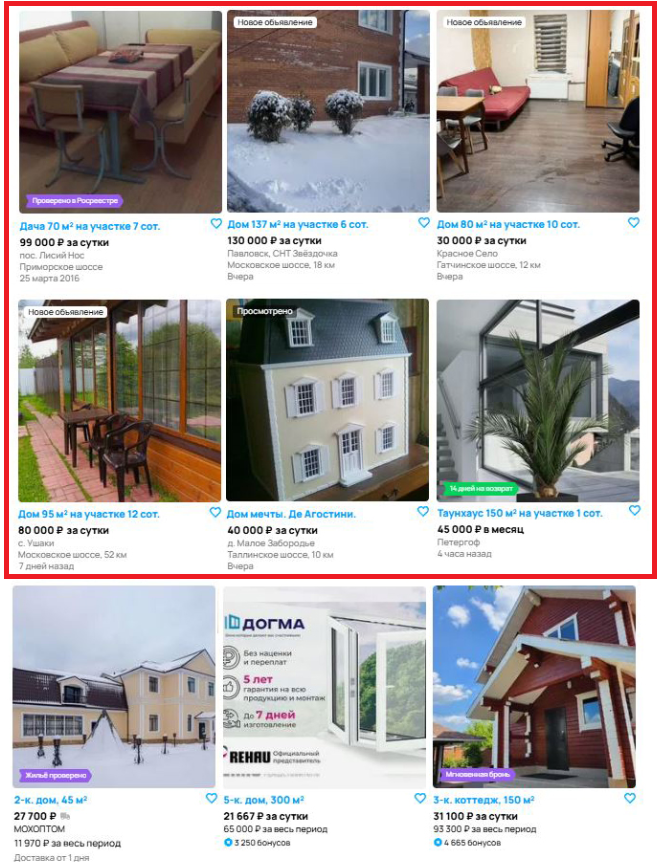 Новое объявление
Новое объявление
Проверено в Росреестре
Дача 70 м² на участке 7 сот.
99 000 ₽ за сутки
пос. Лисий Нос
Приморское шоссе
25 марта 2016
Дом 137 м² на участке 6 сот.
130 000 ₽ за сутки
Павловск, СНТ Звёздочка
Московское шоссе, 18 км
Вчера
Дом 80 м² на участке 10 сот.
30 000 ₽ за сутки
Красное Село
Гатчинское шоссе, 12 км
Вчера
Новое объявление
Просмотрено
14 дней на возврат
Дом 95 м² на участке 12 сот.
80 000 ₽ за сутки
с. Ушаки
Московское шоссе, 52 км
7 дней назад
Дом мечты. Де Агостини.
40 000 ₽ за сутки
д. Малое Забородье
Таллинское шоссе, 10 км
Вчера
Таунхаус 150 м² на участке 1 сот.
45 000 ₽ в месяц
Петергоф
4 часа назад
Жильё проверено
ДОГМА
Без наценки
и переплат
5 лет
гарантия на всю
продукцию и монтаж
До 7 дней
изготовление
REHAU
Официальный
представитель
Мгновенная бронь
2-к. дом, 45 м²
27 700 ₽
МОХОПТОМ
11 970 ₽ за весь период
Доставка от 1 дня
5-к. дом, 300 м²
21 667 ₽ за сутки
65 000 ₽ за весь период
3 250 бонусов
3-к. коттедж, 150 м²
31 100 ₽ за сутки
93 300 ₽ за весь период
4 665 бонусов